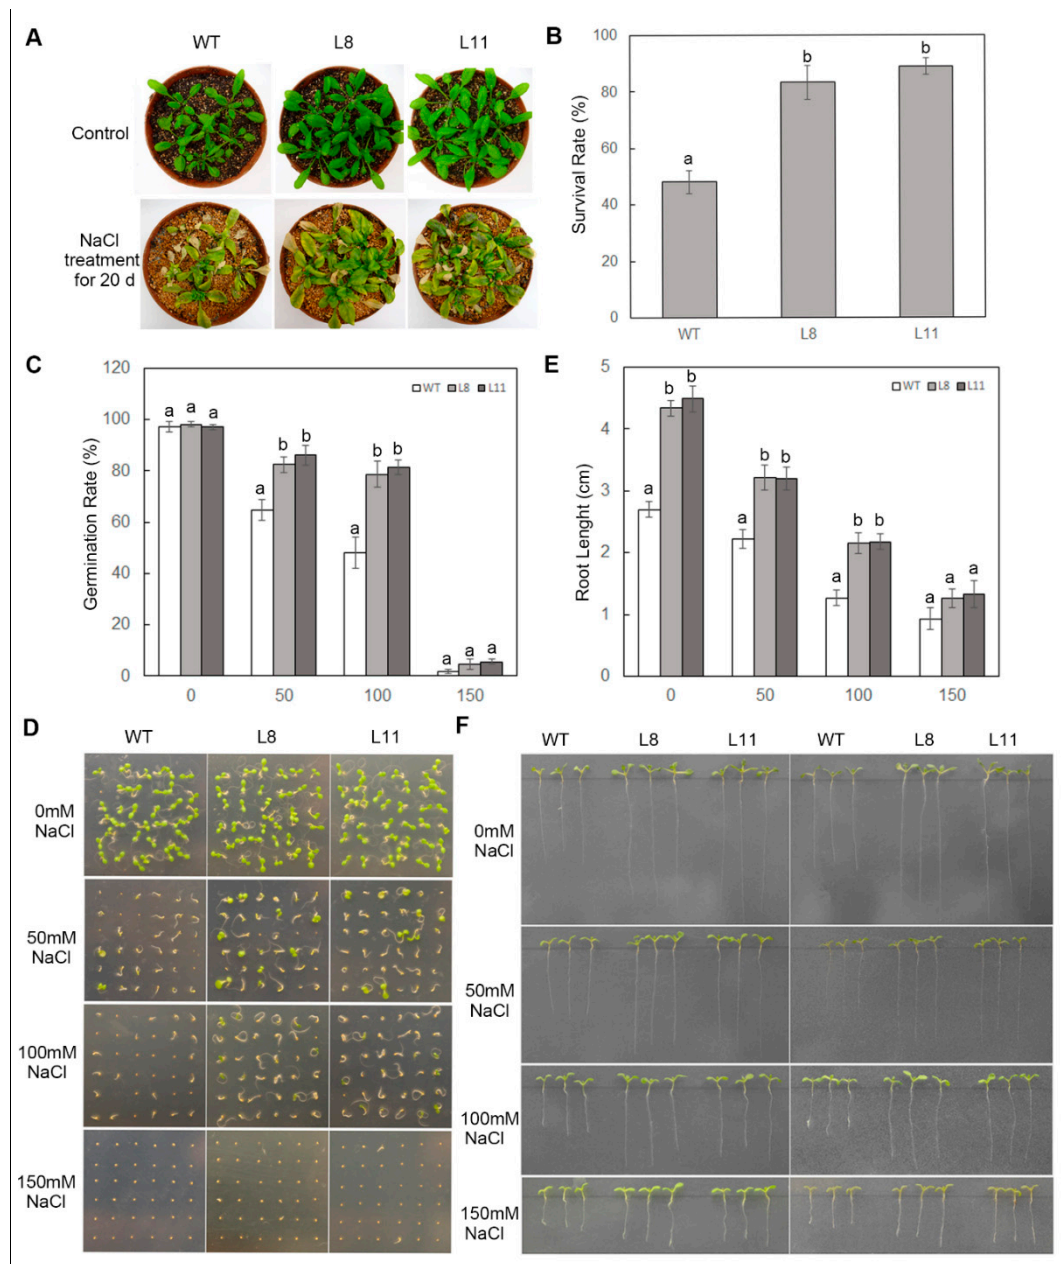 A
WT L8 L11
Control
NaCl
treatment
for 20 d
B
Survival Rate (%)
100
80
60
40
20
0
a b b
WT L8 L11
C
Germination Rate (%)
120
100
80
60
40
20
0
WT L8 L11
a a a
a b b
a b b
a a a
0 50 100 150
E
Root Lenght (cm)
5
4
3
2
1
0
WT L8 L11
a b b
a b b
a b b
a a a
0 50 100 150
D
WT L8 L11
0mM
NaCl
50mM
NaCl
100mM
NaCl
150mM
NaCl
F
WT L8 L11 WT L8 L11
0mM
NaCl
50mM
NaCl
100mM
NaCl
150mM
NaCl